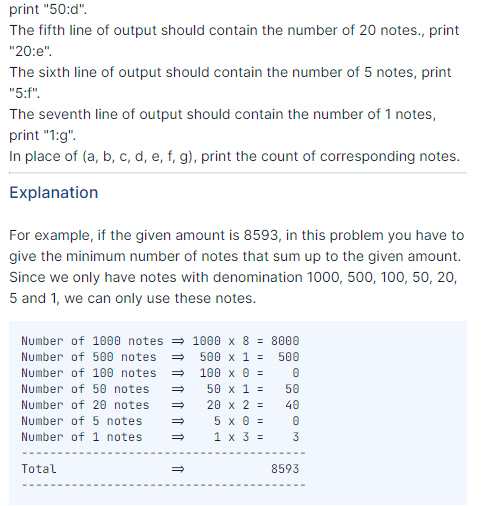 print "50:d".
The fifth line of output should contain the number of 20 notes., print
"20:e".
The sixth line of output should contain the number of 5 notes, print
"5:f".
The seventh line of output should contain the number of 1 notes,
print "1:g".
In place of (a, b, c, d, e, f, g), print the count of corresponding notes.
Explanation
For example, if the given amount is 8593, in this problem you have to
give the minimum number of notes that sum up to the given amount.
Since we only have notes with denomination 1000, 500, 100, 50, 20,
5 and 1, we can only use these notes.
Number of 1000 notes ⇒ 1000 x 8 = 8000
Number of 500 notes ⇒ 500 x 1 = 500
Number of 100 notes ⇒ 100 x 0 = 0
Number of 50 notes ⇒ 50 x 1 = 50
Number of 20 notes ⇒ 20 x 2 = 40
Number of 5 notes ⇒ 5 x 0 = 0
Number of 1 notes ⇒ 1 x 3 = 3
-----------------------------------
Total ⇒ 8593
-----------------------------------